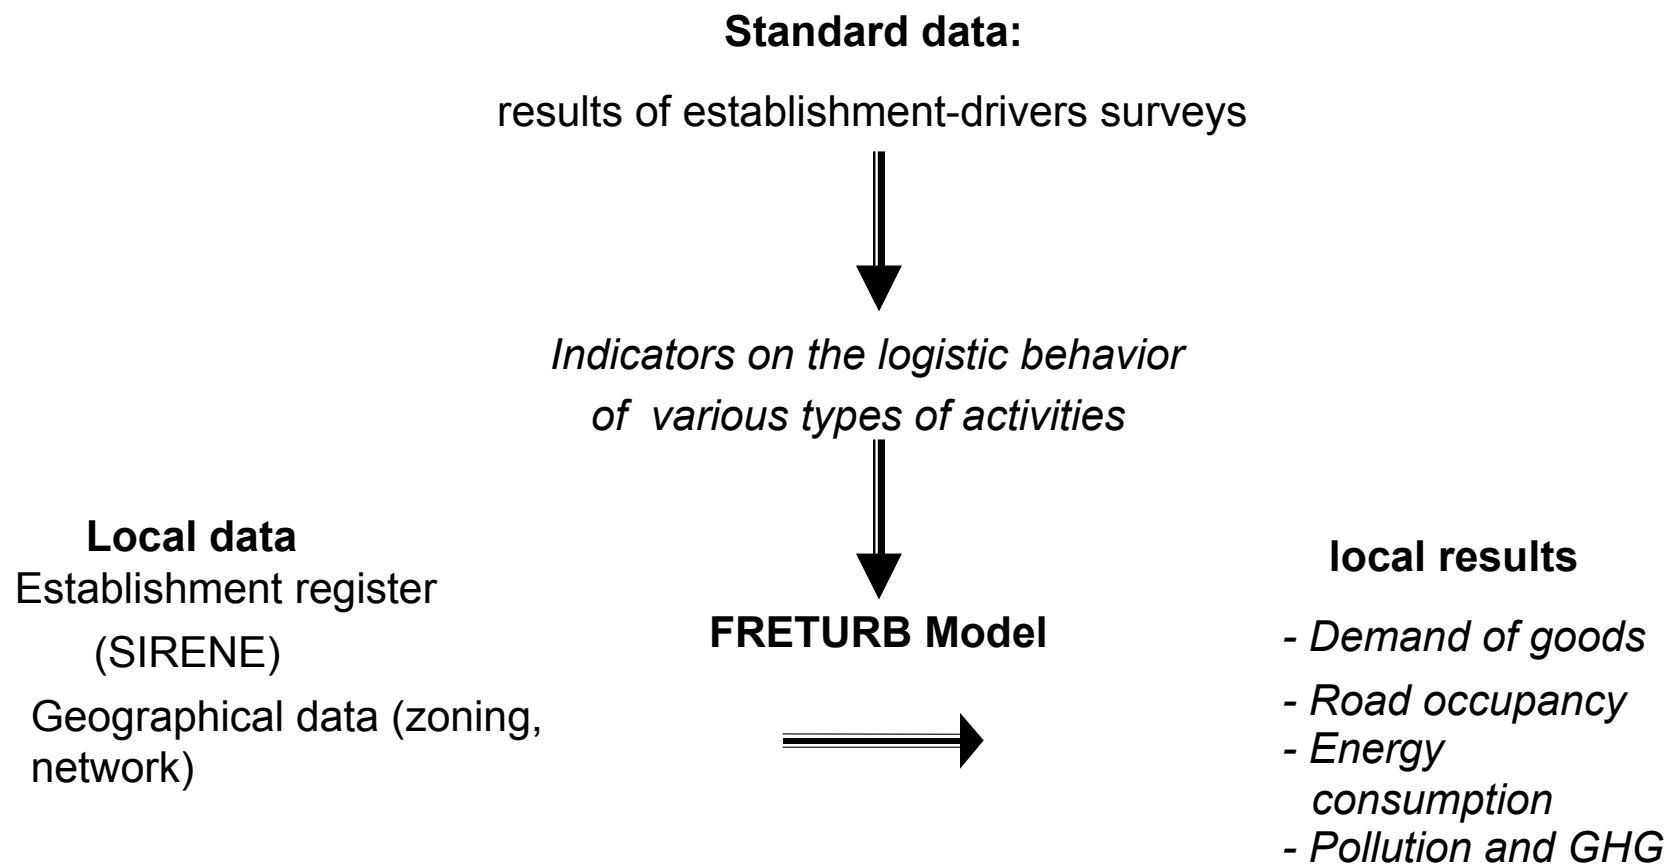 Standard data:
results of establishment-drivers surveys
Indicators on the logistic behavior
of various types of activities
Local data
Establishment register
(SIRENE)
Geographical data (zoning,
network)
FRETURB Model
local results
- Demand of goods
- Road occupancy
- Energy
consumption
- Pollution and GHG